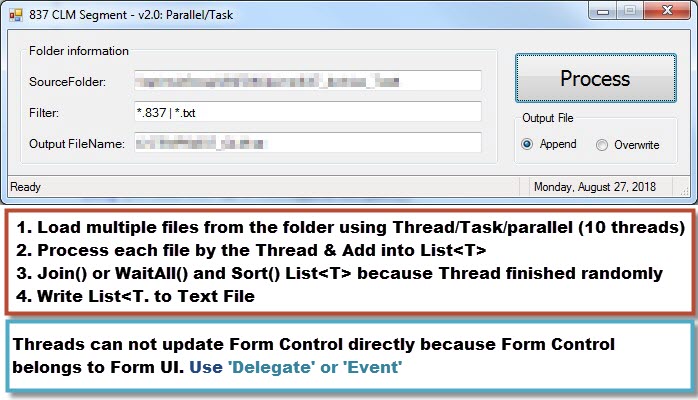 837 CLM Segment - v2.0: Parallel/Task
Folder information
SourceFolder:
Filter:
*.837 | *.txt
Output FileName:
Process
Output File
Append
Overwrite
Ready
Monday, August 27, 2018
1. Load multiple files from the folder using Thread/Task/parallel (10 threads)
2. Process each file by the Thread & Add into List<T>
3. Join() or WaitAll() and Sort() List<T> because Thread finished randomly
4. Write List<T. to Text File
Threads can not update Form Control directly because Form Control
belongs to Form UI. Use 'Delegate' or 'Event'